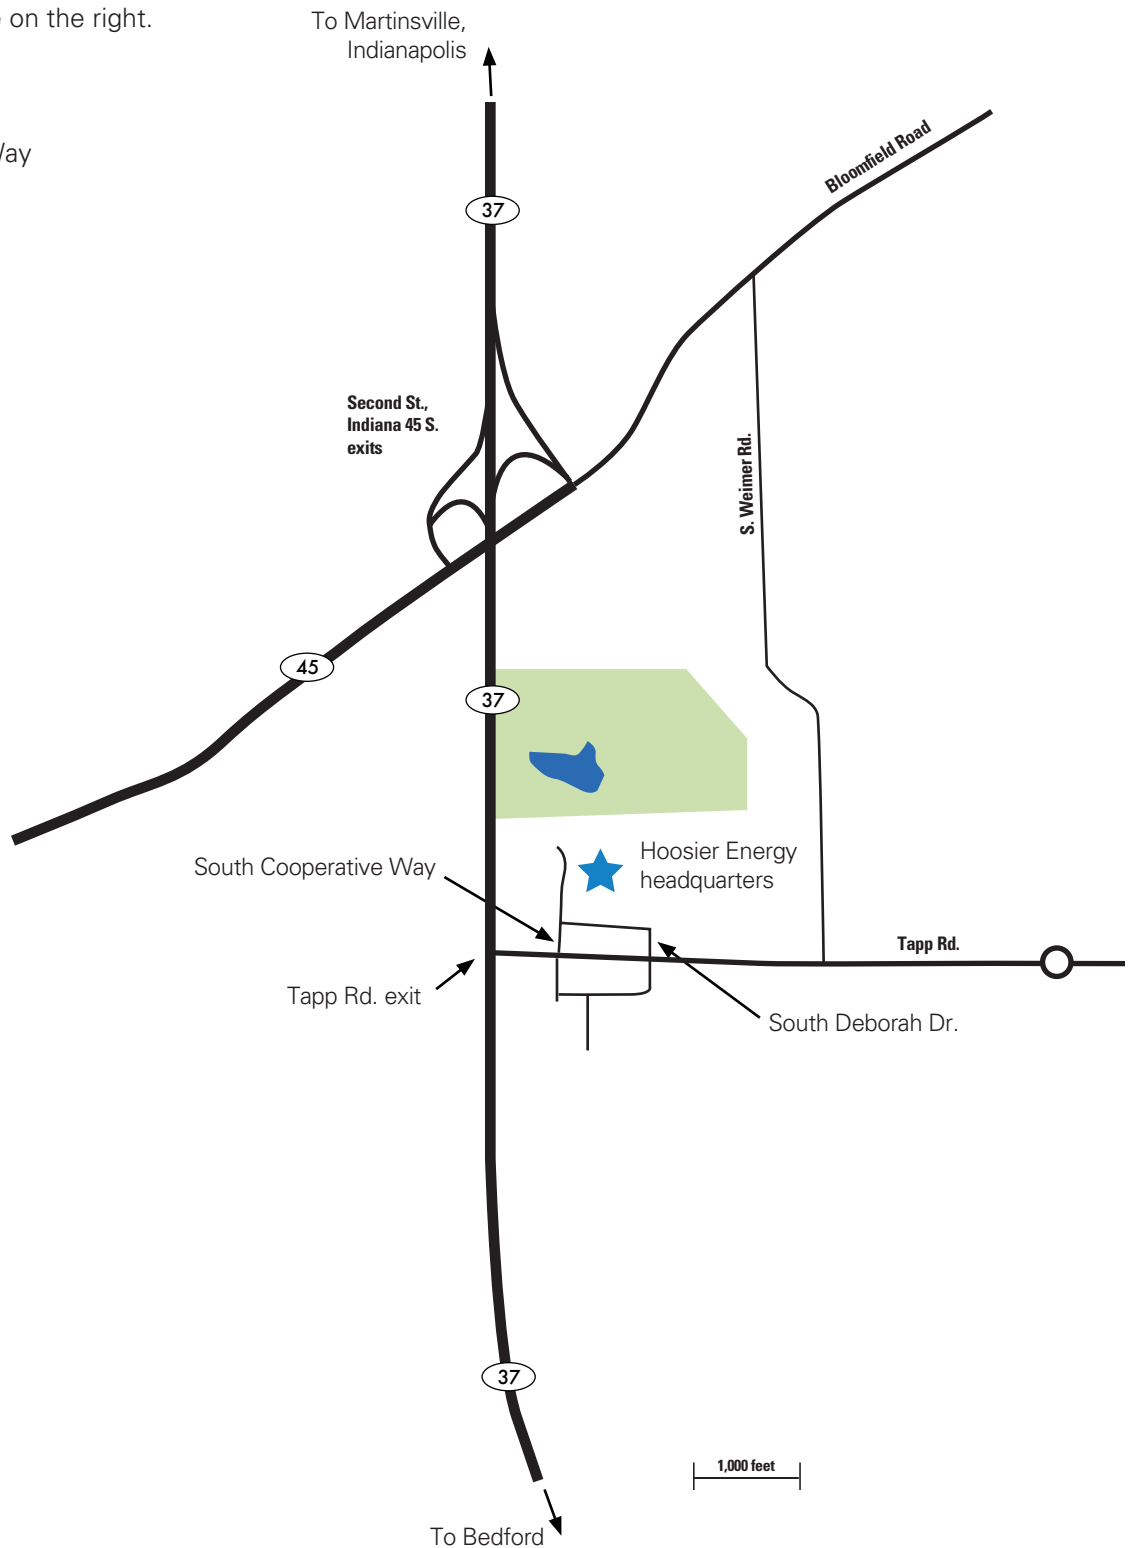 on the right.
To Martinsville,
Indianapolis
Bloomfield Road
37
Second St.,
Indiana 45 S.
exits
S. Weimer Rd.
45
37
South Cooperative Way
Hoosier Energy
headquarters
Tapp Rd.
Tapp Rd. exit
South Deborah Dr.
37
1,000 feet
To Bedford